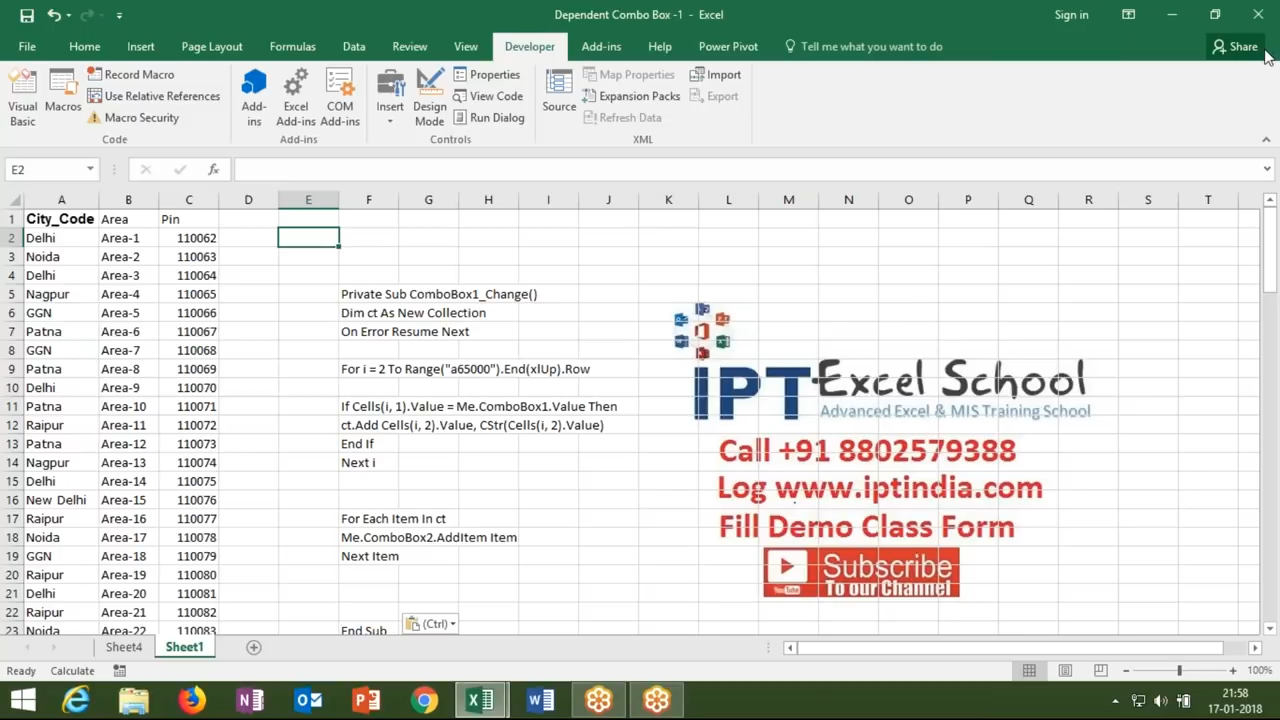 Dependent Combo Box -1 - Excel
Sign in
File Home Insert Page Layout Formulas Data Review View Developer Add-ins Help Power Pivot Tell me what you want to do Share
Visual Basic
Macros
Record Macro
Use Relative References
Macro Security
Code
Add-ins
Excel Add-ins
COM Add-ins
Add-ins
Insert
Design Mode
Properties
View Code
Run Dialog
Controls
Source
Map Properties
Expansion Packs
Refresh Data
Import
Export
XML
E2
fx
A B C D E F G H I J K L M N O P Q R S T
1 City_Code Area Pin
2 Delhi Area-1 110062
3 Noida Area-2 110063
4 Delhi Area-3 110064
5 Nagpur Area-4 110065 Private Sub ComboBox1_Change()
6 GGN Area-5 110066 Dim ct As New Collection
7 Patna Area-6 110067 On Error Resume Next
8 GGN Area-7 110068
9 Patna Area-8 110069 For i = 2 To Range("a65000").End(xlUp).Row
10 Delhi Area-9 110070
11 Patna Area-10 110071 If Cells(i, 1).Value = Me.ComboBox1.Value Then
12 Raipur Area-11 110072 ct.Add Cells(i, 2).Value, CStr(Cells(i, 2).Value)
13 Patna Area-12 110073 End If
14 Nagpur Area-13 110074 Next i
15 Delhi Area-14 110075
16 New Delhi Area-15 110076
17 Raipur Area-16 110077 For Each Item In ct
18 Noida Area-17 110078 Me.ComboBox2.AddItem Item
19 GGN Area-18 110079 Next Item
20 Raipur Area-19 110080
21 Delhi Area-20 110081
22 Raipur Area-21 110082
23 Noida Area-22 110083 End Sub
(Ctrl)
IPT Excel School
Advanced Excel & MIS Training School
Call +91 8802579388
Log www.iptindia.com
Fill Demo Class Form
Subscribe
YouTube To our Channel
Sheet4 Sheet1
Ready Calculate 100%
21:58
17-01-2018